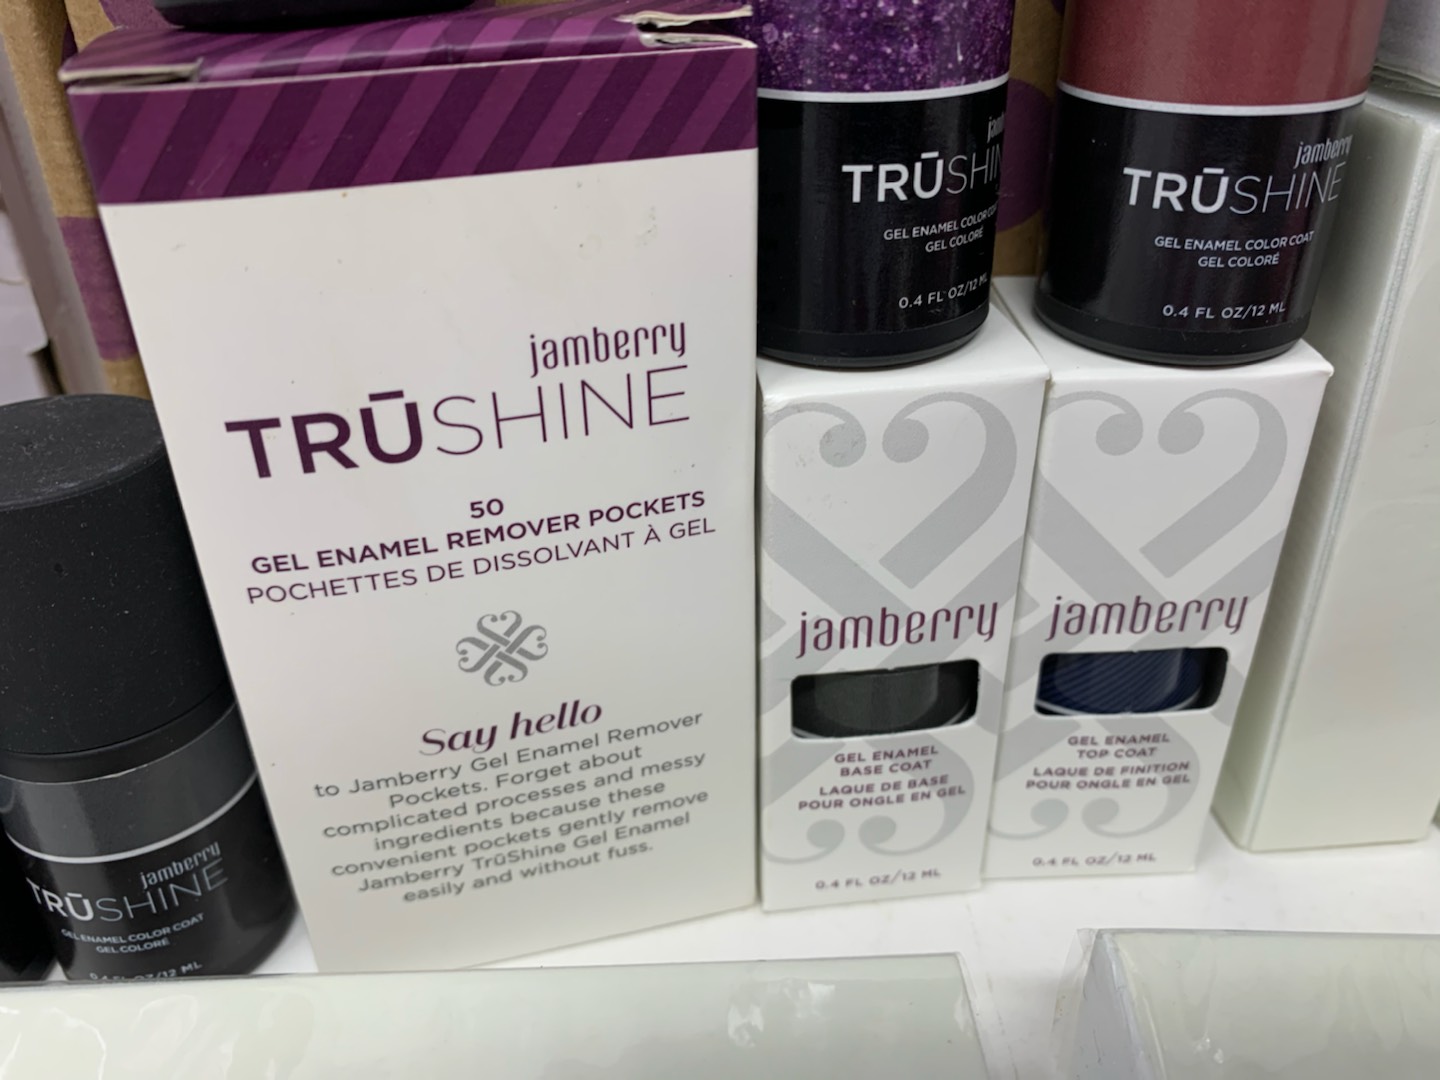 jamberry
TRŪSHINE
50
GEL ENAMEL REMOVER POCKETS
POCHETTES DE DISSOLVANT À GEL
Say hello
to Jamberry Gel Enamel Remover
Pockets. Forget about
complicated processes and messy
ingredients because these
convenient pockets gently remove
Jamberry TrūShine Gel Enamel
easily and without fuss.
jamb
TRŪSHIN
GEL ENAMEL COLOR COA
GEL COLORÉ
0.4 FL OZ/12 ML
jamberry
TRŪSHINE
GEL ENAMEL COLOR COAT
GEL COLORÉ
0.4 FL OZ/12 ML
jamberry
GEL ENAMEL
BASE COAT
LAQUE DE BASE
POUR ONGLE EN GEL
0.4 FL OZ/12 ML
jamberry
GEL ENAMEL
TOP COAT
LAQUE DE FINITION
POUR ONGLE EN GEL
0.4 FL OZ/12 ML
jamberry
TRŪSHINE
GEL ENAMEL COLOR COAT
GEL COLORÉ
0.4 FL OZ/12 ML